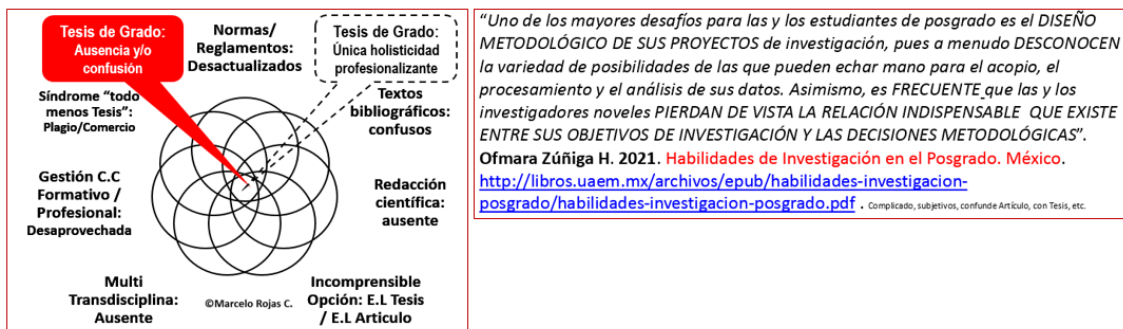 Tesis de Grado:
Ausencia y/o
confusión
Normas/
Reglamentos:
Desactualizados
Tesis de Grado:
Única holisticidad
profesionalizante
Síndrome “todo
menos Tesis”:
Plagio/Comercio
Textos
bibliográficos:
confusos
Gestión C.C
Formativo /
Profesional:
Desaprovechada
Redacción
científica:
ausente
Multi
Transdisciplina:
Ausente
©Marcelo Rojas C.
Incomprensible
Opción: E.L Tesis
/ E.L Articulo
“Uno de los mayores desafíos para las y los estudiantes de posgrado es el DISEÑO
METODOLÓGICO DE SUS PROYECTOS de investigación, pues a menudo DESCONOCEN
la variedad de posibilidades de las que pueden echar mano para el acopio, el
procesamiento y el análisis de sus datos. Asimismo, es FRECUENTE que las y los
investigadores noveles PIERDAN DE VISTA LA RELACIÓN INDISPENSABLE QUE EXISTE
ENTRE SUS OBJETIVOS DE INVESTIGACIÓN Y LAS DECISIONES METODOLÓGICAS”.
Ofmara Zúñiga H. 2021. Habilidades de Investigación en el Posgrado. México.
http://libros.uaem.mx/archivos/epub/habilidades-investigacion-
posgrado/habilidades-investigacion-posgrado.pdf . Complicado, subjetivos, confunde Artículo, con Tesis, etc.